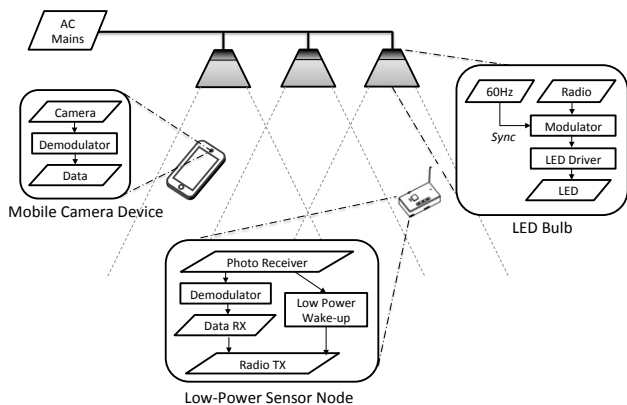 AC
Mains
Camera
Demodulator
Data
Mobile Camera Device
60Hz
Radio
Sync
Modulator
LED Driver
LED
LED Bulb
Photo Receiver
Demodulator
Low Power
Wake-up
Data RX
Radio TX
Low-Power Sensor Node